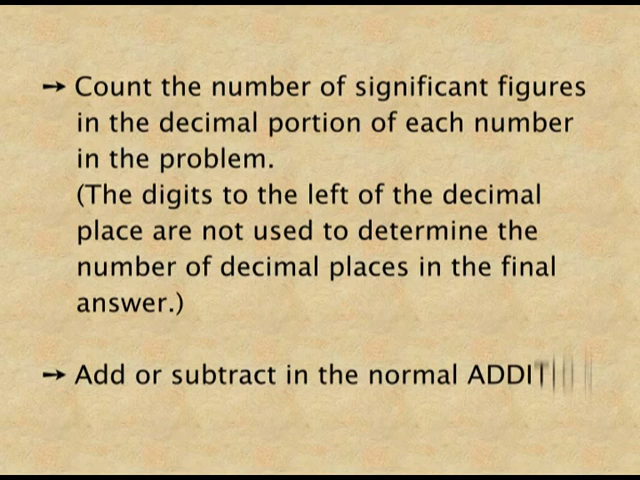 → Count the number of significant figures
in the decimal portion of each number
in the problem.
(The digits to the left of the decimal
place are not used to determine the
number of decimal places in the final
answer.)
→ Add or subtract in the normal